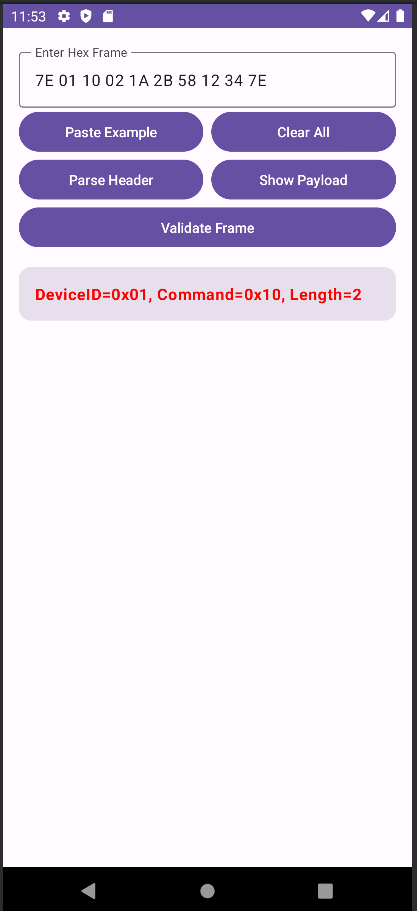 11:53
Enter Hex Frame
7E 01 10 02 1A 2B 58 12 34 7E
Paste Example
Clear All
Parse Header
Show Payload
Validate Frame
DeviceID=0x01, Command=0x10, Length=2